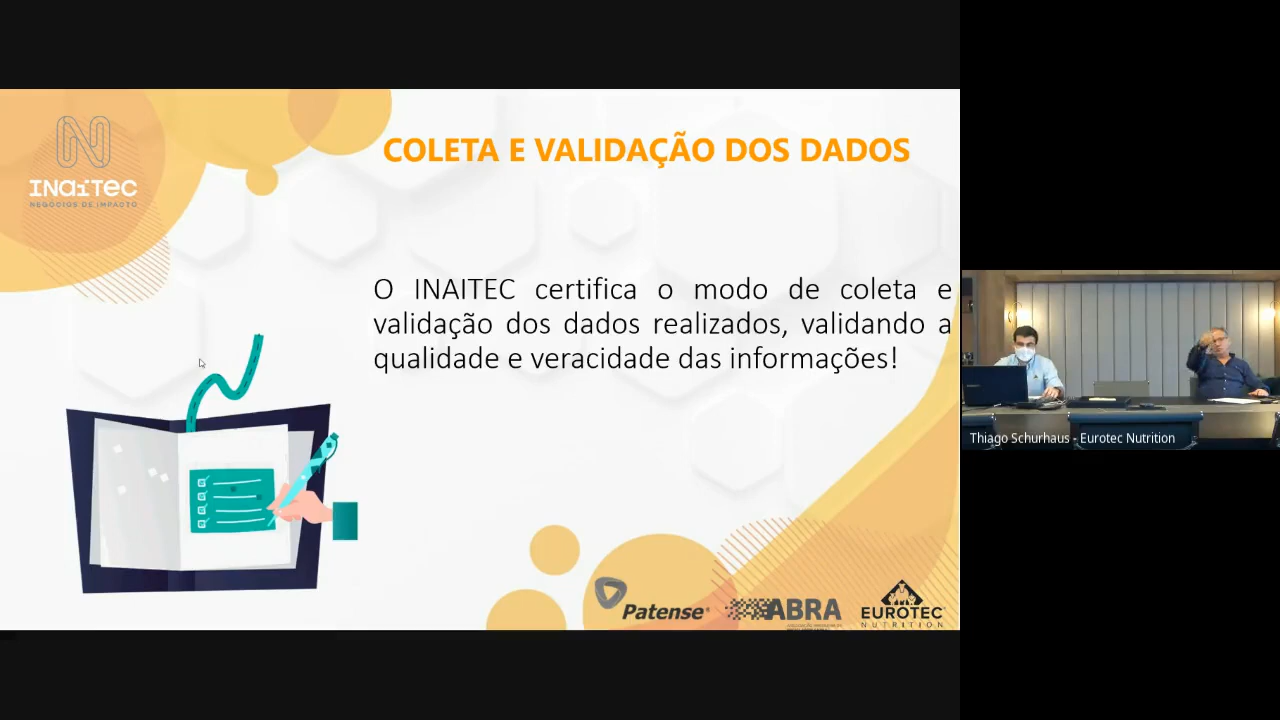 INAITEC
NEGÓCIOS DE IMPACTO
COLETA E VALIDAÇÃO DOS DADOS
O INAITEC certifica o modo de coleta e
validação dos dados realizados, validando a
qualidade e veracidade das informações!
Patense
ABRA
EUROTEC
NUTRITION
Thiago Schurhaus - Eurotec Nutrition